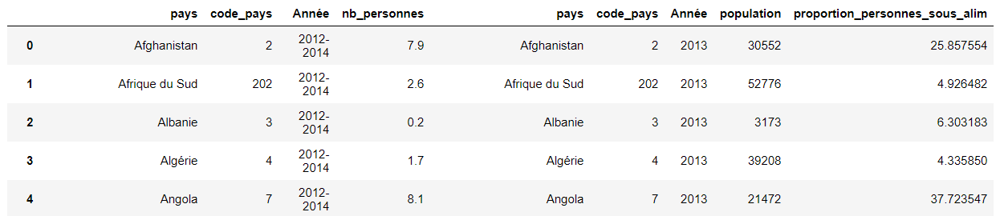 pays code_pays Année nb_personnes pays code_pays Année population proportion_personnes_sous_alim
0 Afghanistan 2 2012-2014 7.9 Afghanistan 2 2013 30552 25.857554
1 Afrique du Sud 202 2012-2014 2.6 Afrique du Sud 202 2013 52776 4.926482
2 Albanie 3 2012-2014 0.2 Albanie 3 2013 3173 6.303183
3 Algérie 4 2012-2014 1.7 Algérie 4 2013 39208 4.335850
4 Angola 7 2012-2014 8.1 Angola 7 2013 21472 37.723547